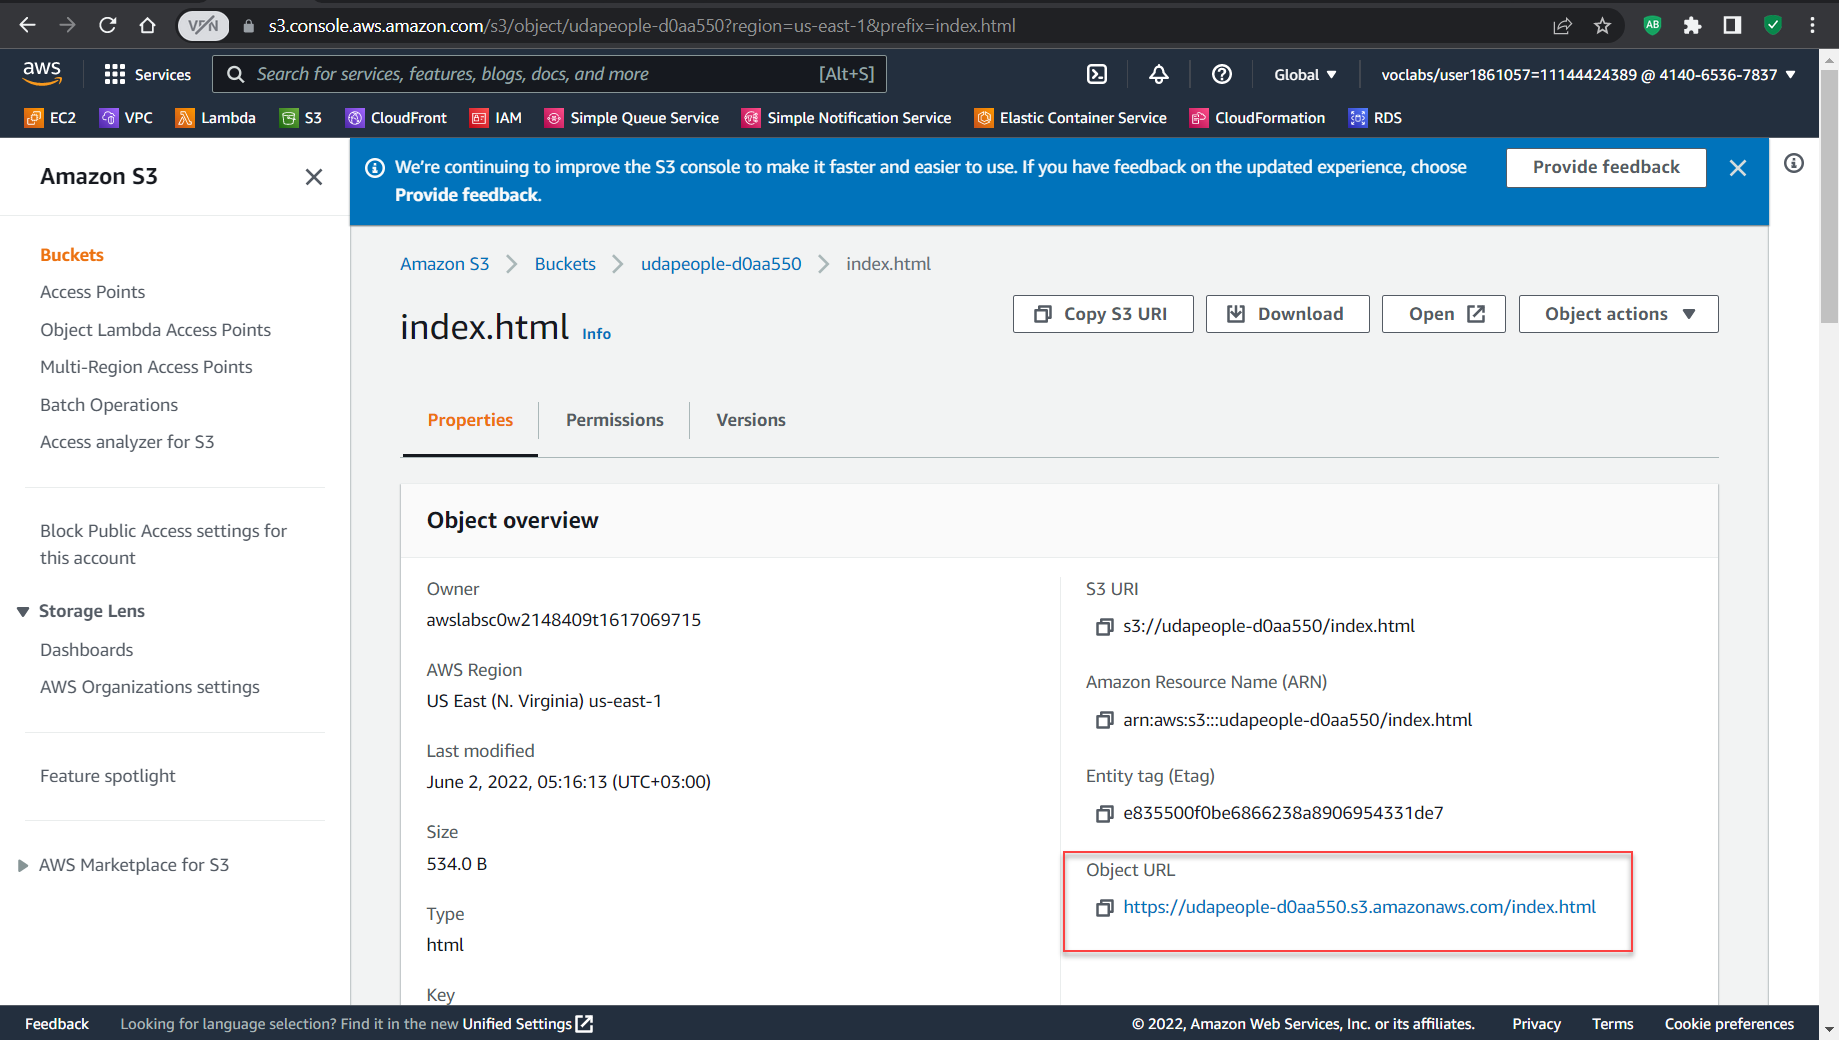 VPN s3.console.aws.amazon.com/s3/object/udapeople-d0aa550?region=us-east-1&prefix=index.html AB
aws Services Search for services, features, blogs, docs, and more [Alt+S] Global voclabs/user1861057=11144424389 @ 4140-6536-7837
EC2 VPC Lambda S3 CloudFront IAM Simple Queue Service Simple Notification Service Elastic Container Service CloudFormation RDS
Amazon S3
Buckets
Access Points
Object Lambda Access Points
Multi-Region Access Points
Batch Operations
Access analyzer for S3
Block Public Access settings for
this account
Storage Lens
Dashboards
AWS Organizations settings
Feature spotlight
AWS Marketplace for S3
We're continuing to improve the S3 console to make it faster and easier to use. If you have feedback on the updated experience, choose
Provide feedback.
Provide feedback
Amazon S3 Buckets udapeople-d0aa550 index.html
index.html Info
Copy S3 URI Download Open Object actions
Properties Permissions Versions
Object overview
Owner
awslabsc0w2148409t1617069715
AWS Region
US East (N. Virginia) us-east-1
Last modified
June 2, 2022, 05:16:13 (UTC+03:00)
Size
534.0 B
Type
html
Key
S3 URI
s3://udapeople-d0aa550/index.html
Amazon Resource Name (ARN)
arn:aws:s3:::udapeople-d0aa550/index.html
Entity tag (Etag)
e835500f0be6866238a8906954331de7
Object URL
https://udapeople-d0aa550.s3.amazonaws.com/index.html
Feedback Looking for language selection? Find it in the new Unified Settings © 2022, Amazon Web Services, Inc. or its affiliates. Privacy Terms Cookie preferences